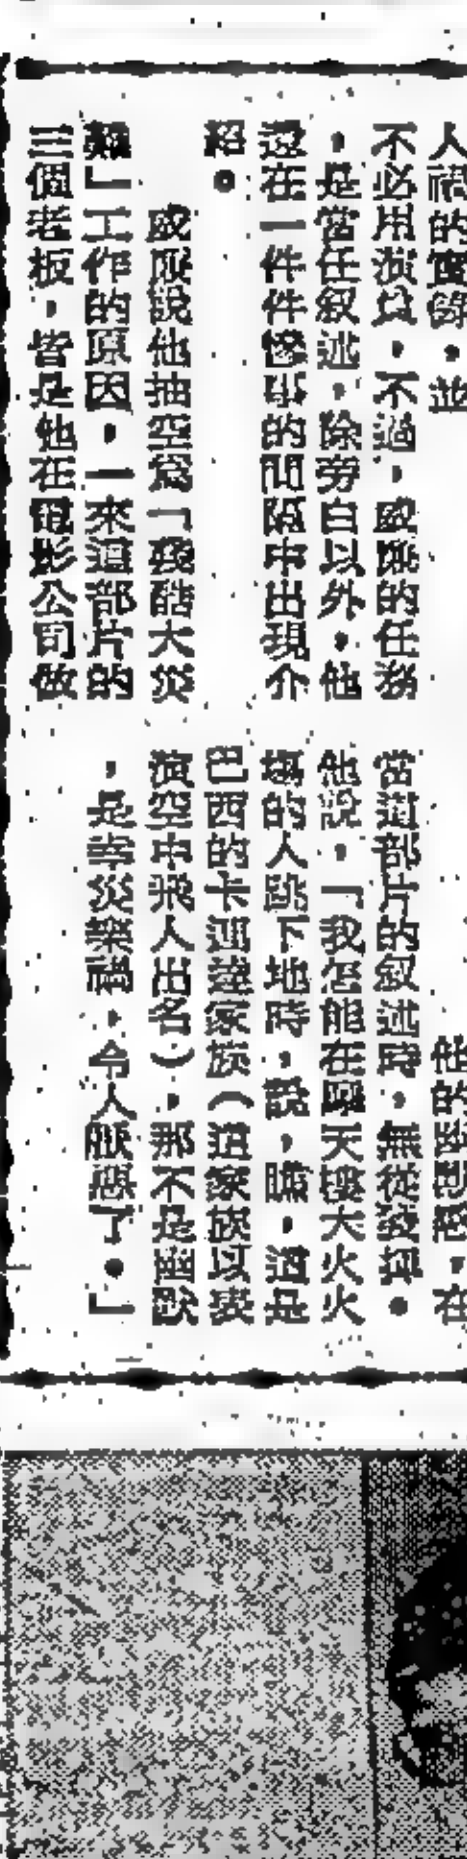 人禍的實錄，並
不必用演員，不過，威廉的任務
，是當任叙述，除旁白以外，他
還在一件件慘事的間隔中出現介
紹。
威廉說他抽空為「殘酷大災
難」工作的原因，一來這部片的
三個老板，皆是他在電影公司做
他的幽默感，在
當這部片的叙述時，無從發揮。
他說，「我怎能在摩天樓大火火
場的人跳下地時，說，瞧，這是
巴西的卡連達家族（這家族以表
演空中飛人出名），那不是幽默
，是幸災樂禍，令人厭惡了。」